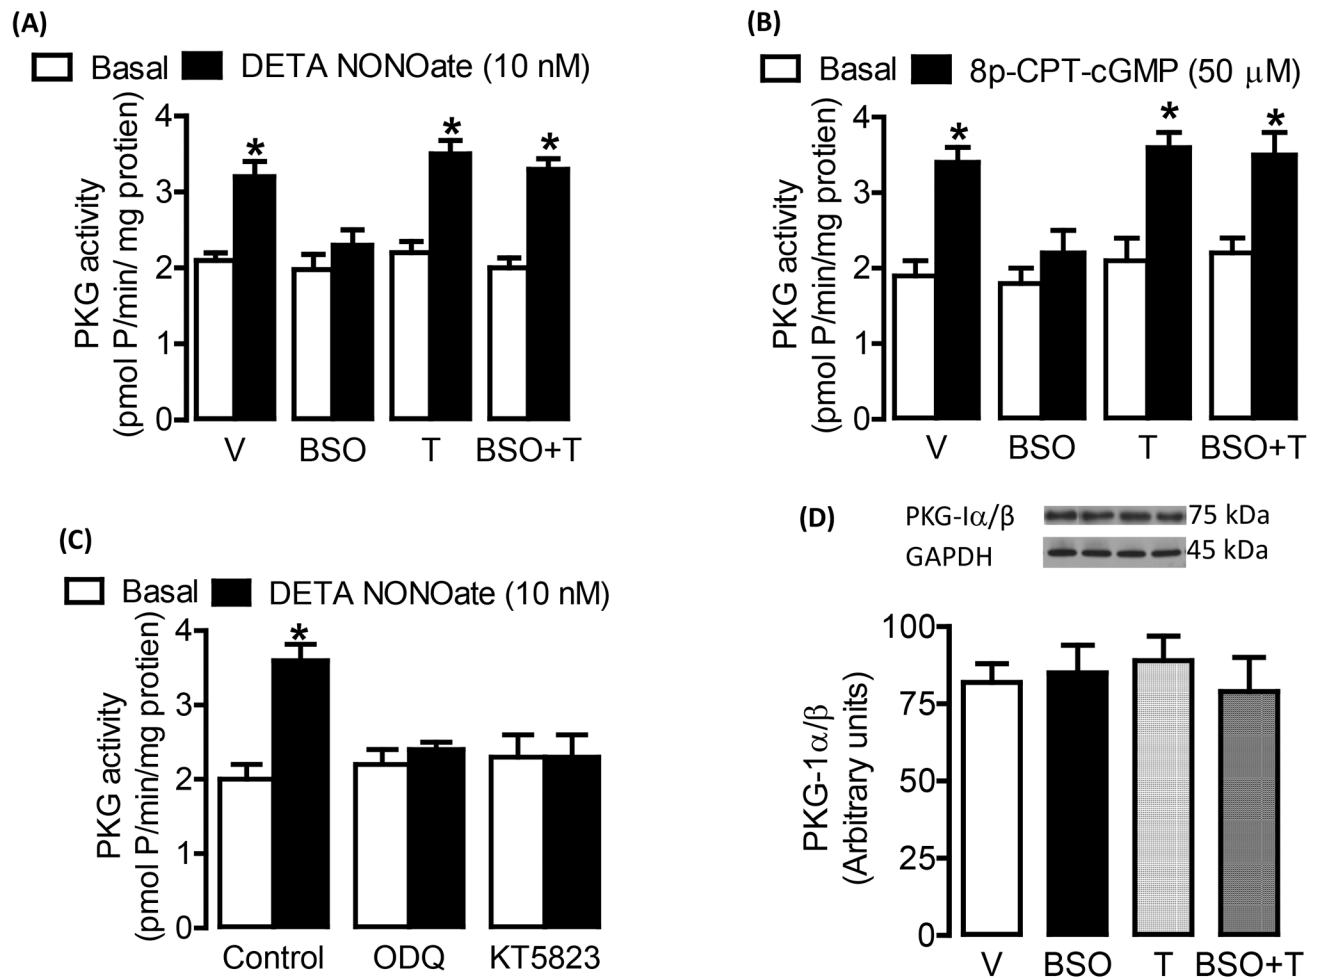 (A)
Basal DETA NONOate (10 nM)
PKG activity
(pmol P/min/ mg protien)
4
3
2
1
0
* * *
V BSO T BSO+T
(B)
Basal 8p-CPT-cGMP (50 μM)
PKG activity
(pmol P/min/mg protien)
4
3
2
1
0
* * *
V BSO T BSO+T
(C)
Basal DETA NONOate (10 nM)
PKG activity
(pmol P/min/mg protien)
4
3
2
1
0
*
Control ODQ KT5823
(D)
PKG-Iα/β 75 kDa
GAPDH 45 kDa
PKG-1α/β
(Arbitrary units)
100
75
50
25
0
V BSO T BSO+T